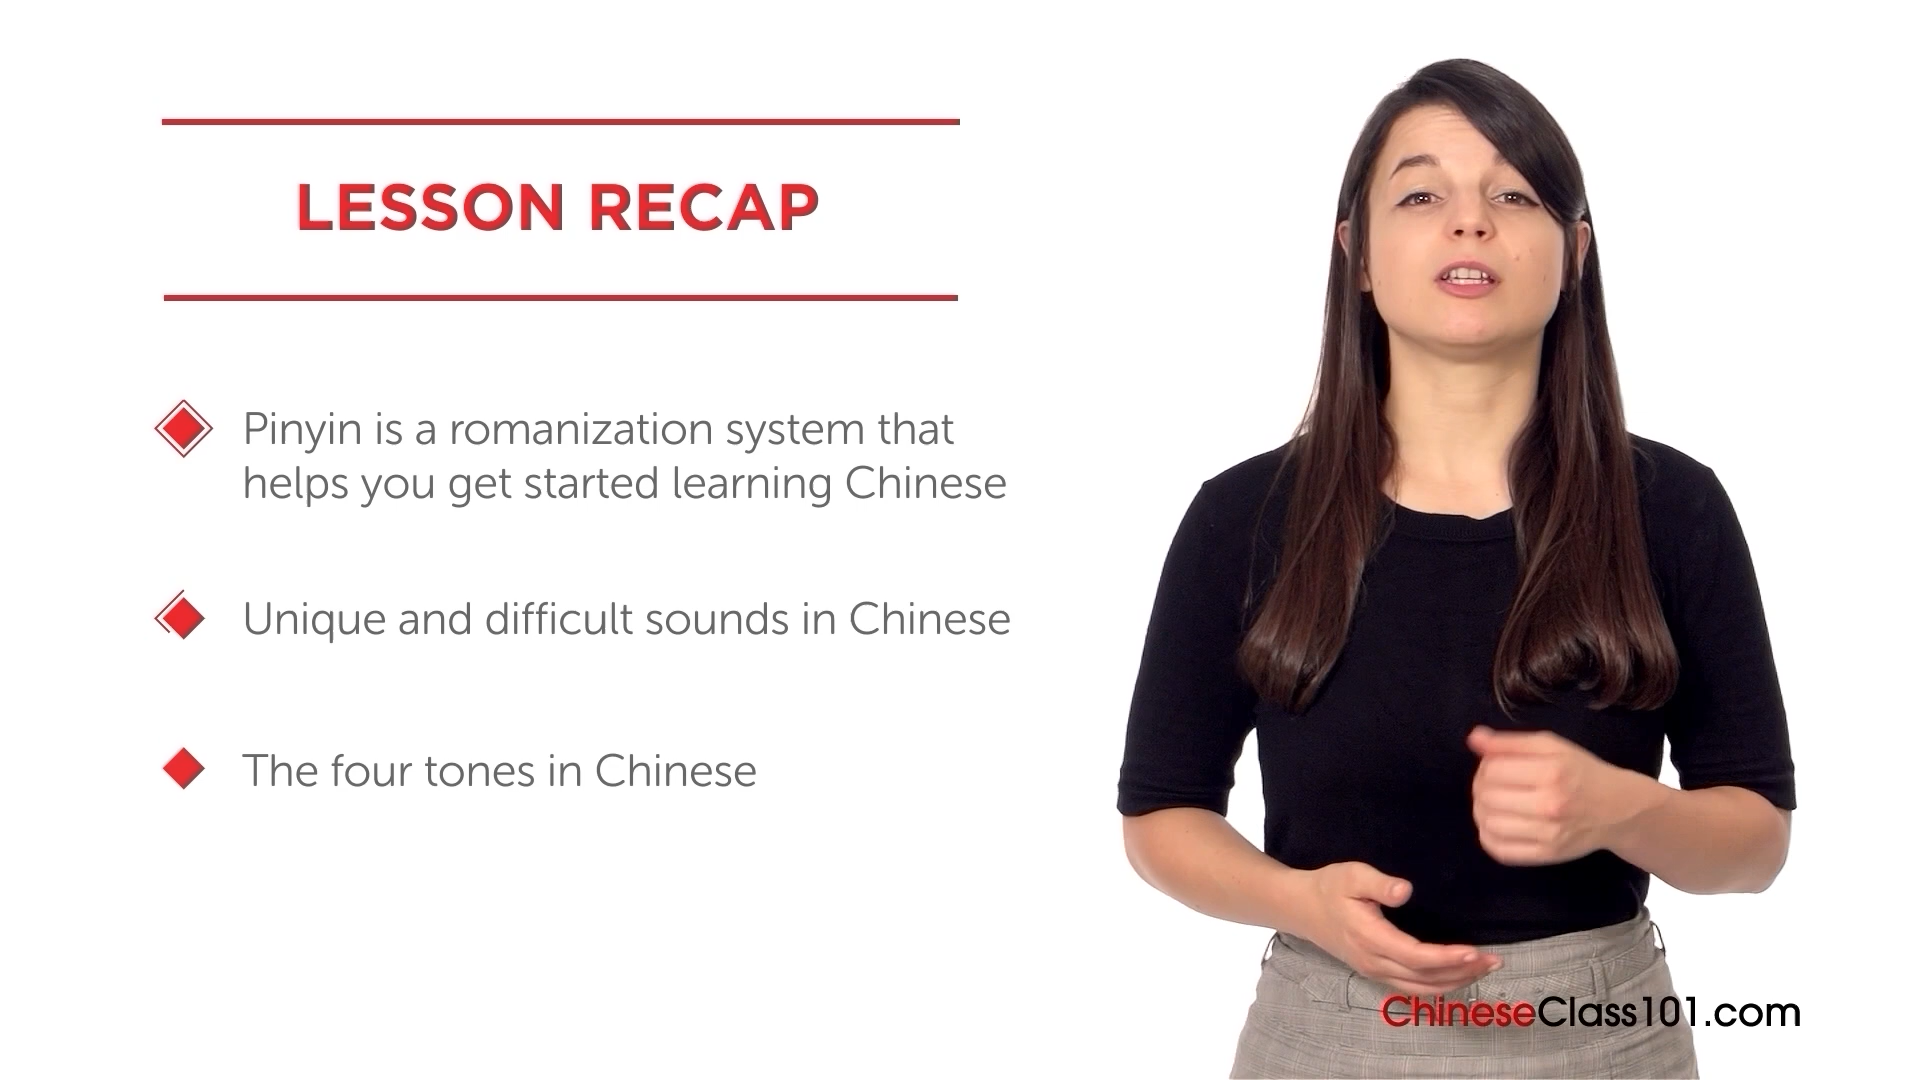 LESSON RECAP
Pinyin is a romanization system that
helps you get started learning Chinese
Unique and difficult sounds in Chinese
The four tones in Chinese
ChineseClass101.com